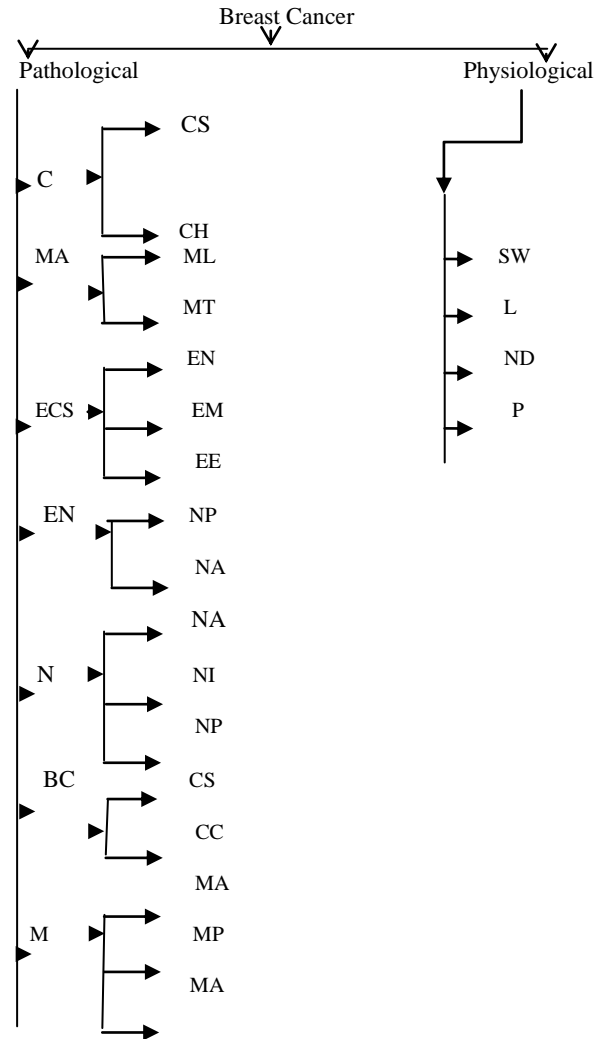 Breast Cancer
Pathological Physiological
CS
C
CH
MA ML
SW
MT
L
EN
ND
ECS EM
P
EE
EN NP
NA
NA
N NI
NP
BC CS
CC
MA
M MP
MA